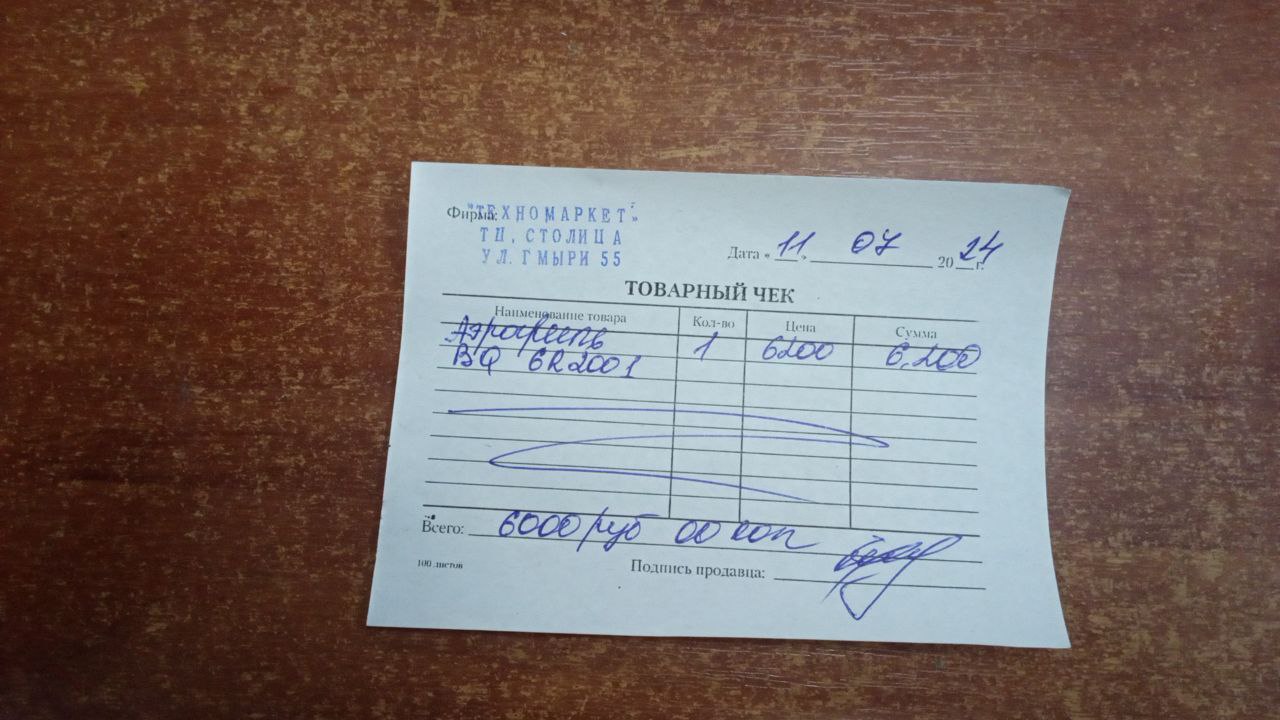 Фирма: "ТЕХНОМАРКЕТ"
ТЦ, СТОЛИЦА
УЛ. ГМЫРИ 55
Дата « 11 » 07 20 24 г.
ТОВАРНЫЙ ЧЕК
Наименование товара Кол-во Цена Сумма
Аэрогриль 1 6200 6.200
BQ 6R2001
Всего: 6000 руб 00 коп
100 листов
Подпись продавца: